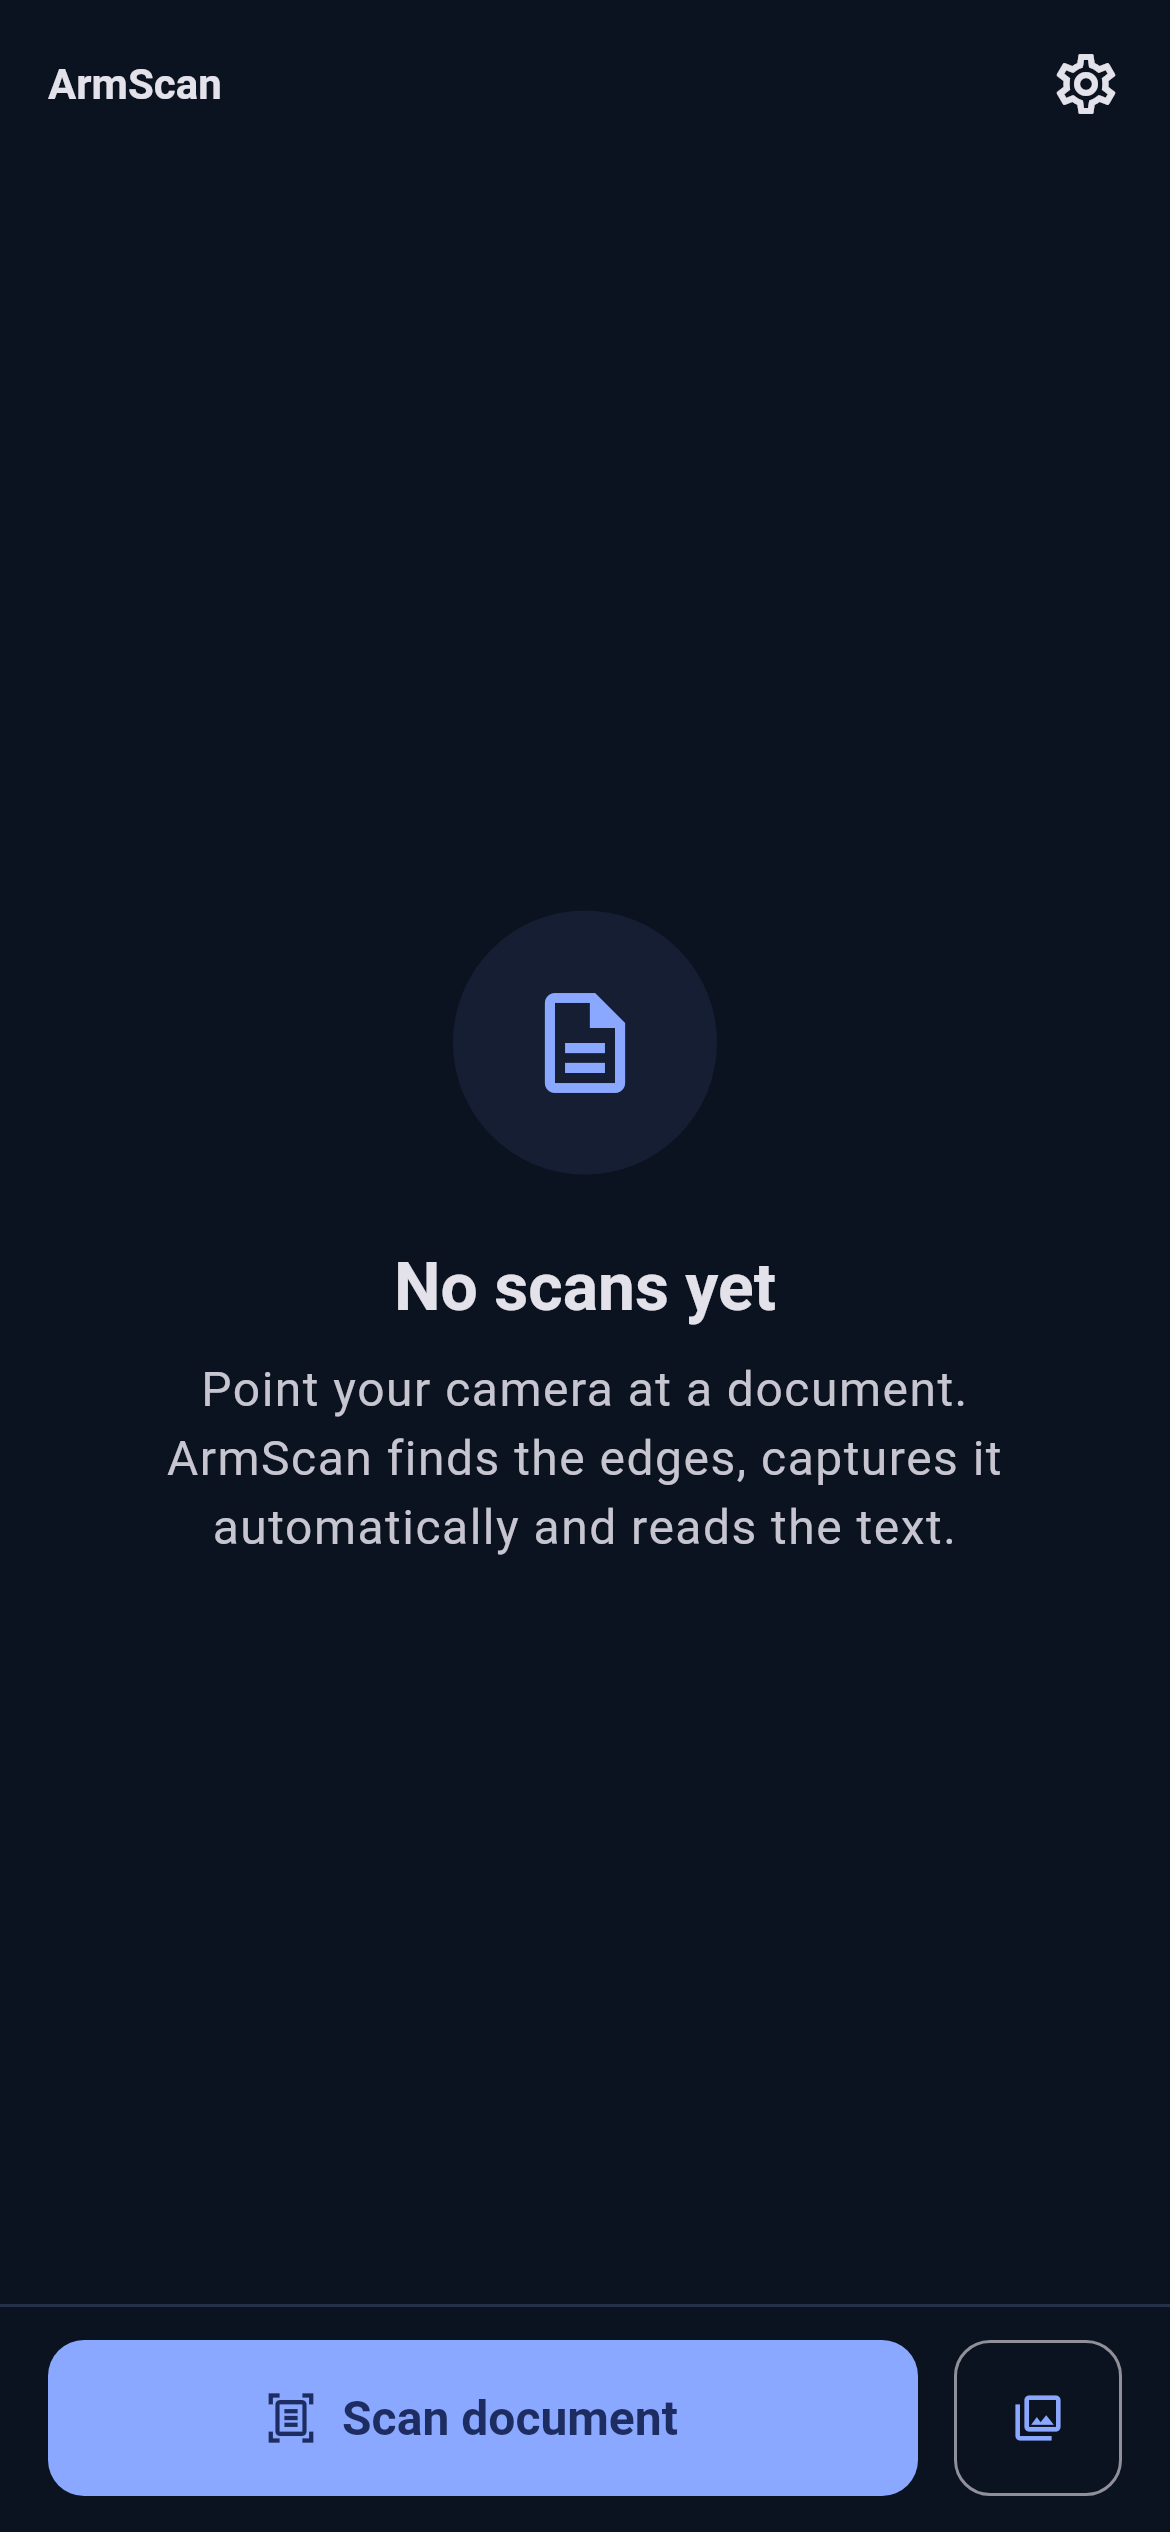 ArmScan
No scans yet
Point your camera at a document.
ArmScan finds the edges, captures it
automatically and reads the text.
Scan document